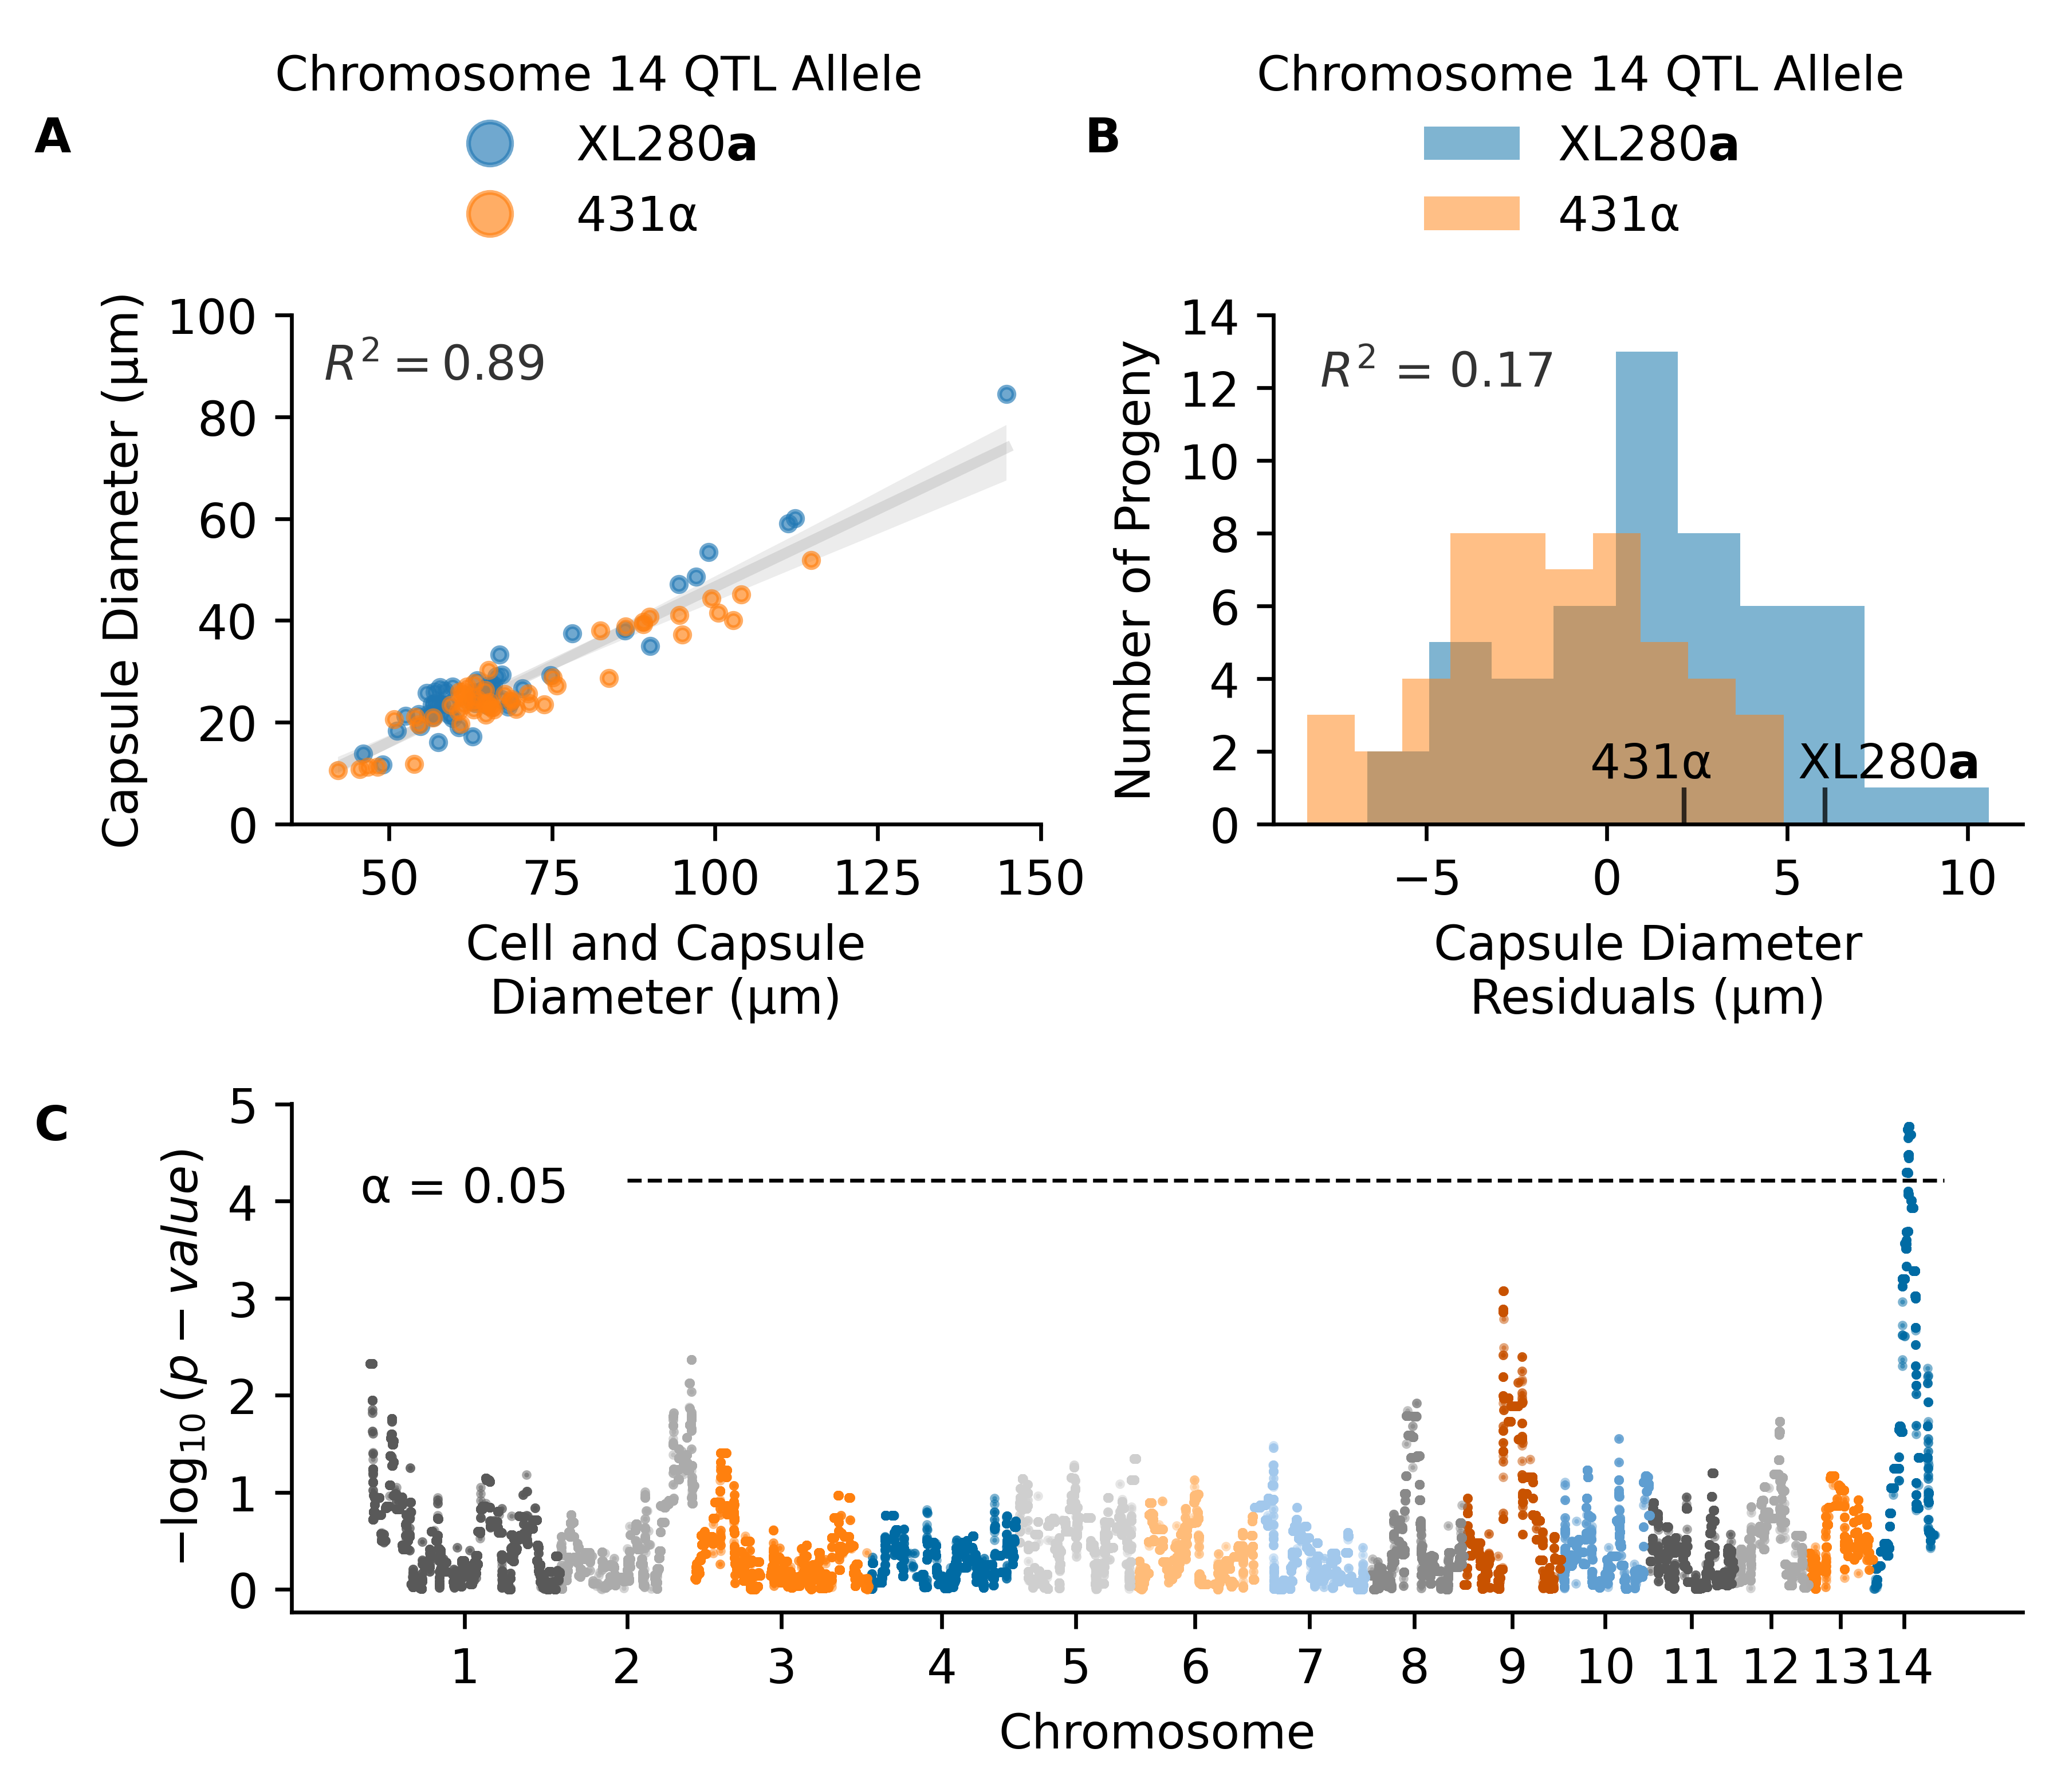 A
Chromosome 14 QTL Allele
XL280a
431α
100
80
60
40
20
0
Capsule Diameter (μm)
R² = 0.89
50 75 100 125 150
Cell and Capsule
Diameter (μm)
B
Chromosome 14 QTL Allele
XL280a
431α
14
12
10
8
6
4
2
0
Number of Progeny
R² = 0.17
431α XL280a
−5 0 5 10
Capsule Diameter
Residuals (μm)
C
5
4
3
2
1
0
−log₁₀(p − value)
α = 0.05
1 2 3 4 5 6 7 8 9 10 11 12 13 14
Chromosome